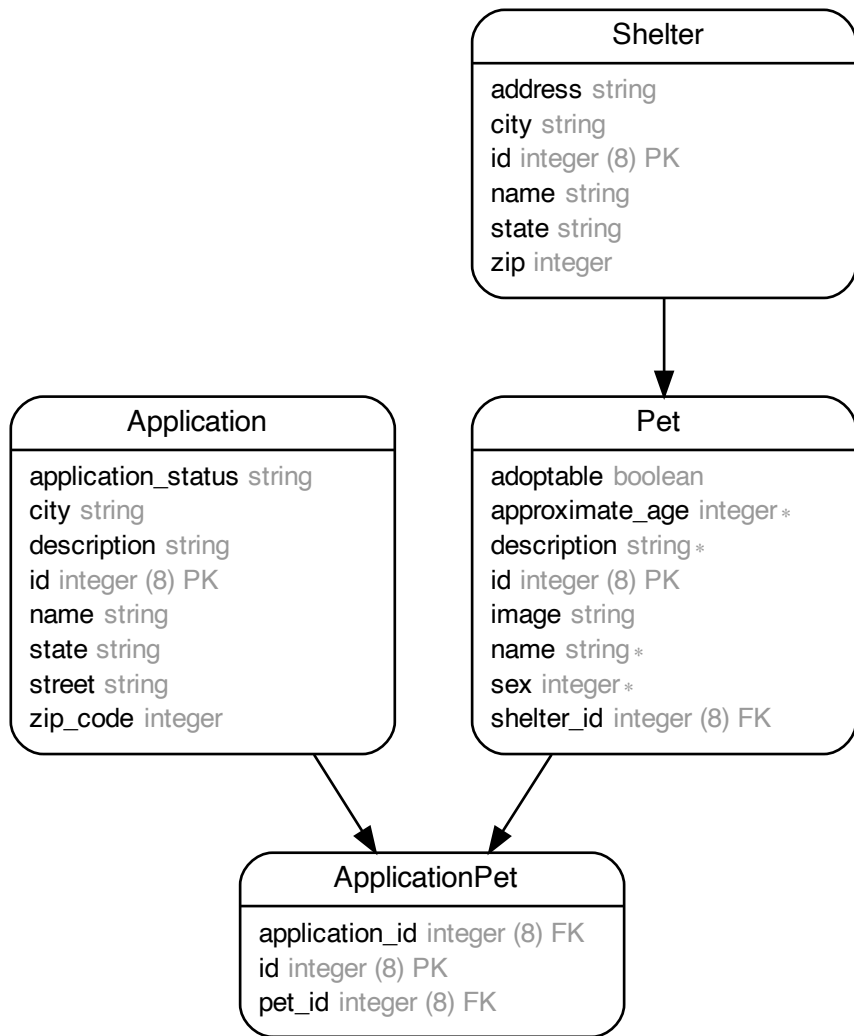 Shelter
address string
city string
id integer (8) PK
name string
state string
zip integer
Application
application_status string
city string
description string
id integer (8) PK
name string
state string
street string
zip_code integer
Pet
adoptable boolean
approximate_age integer ∗
description string ∗
id integer (8) PK
image string
name string ∗
sex integer ∗
shelter_id integer (8) FK
ApplicationPet
application_id integer (8) FK
id integer (8) PK
pet_id integer (8) FK